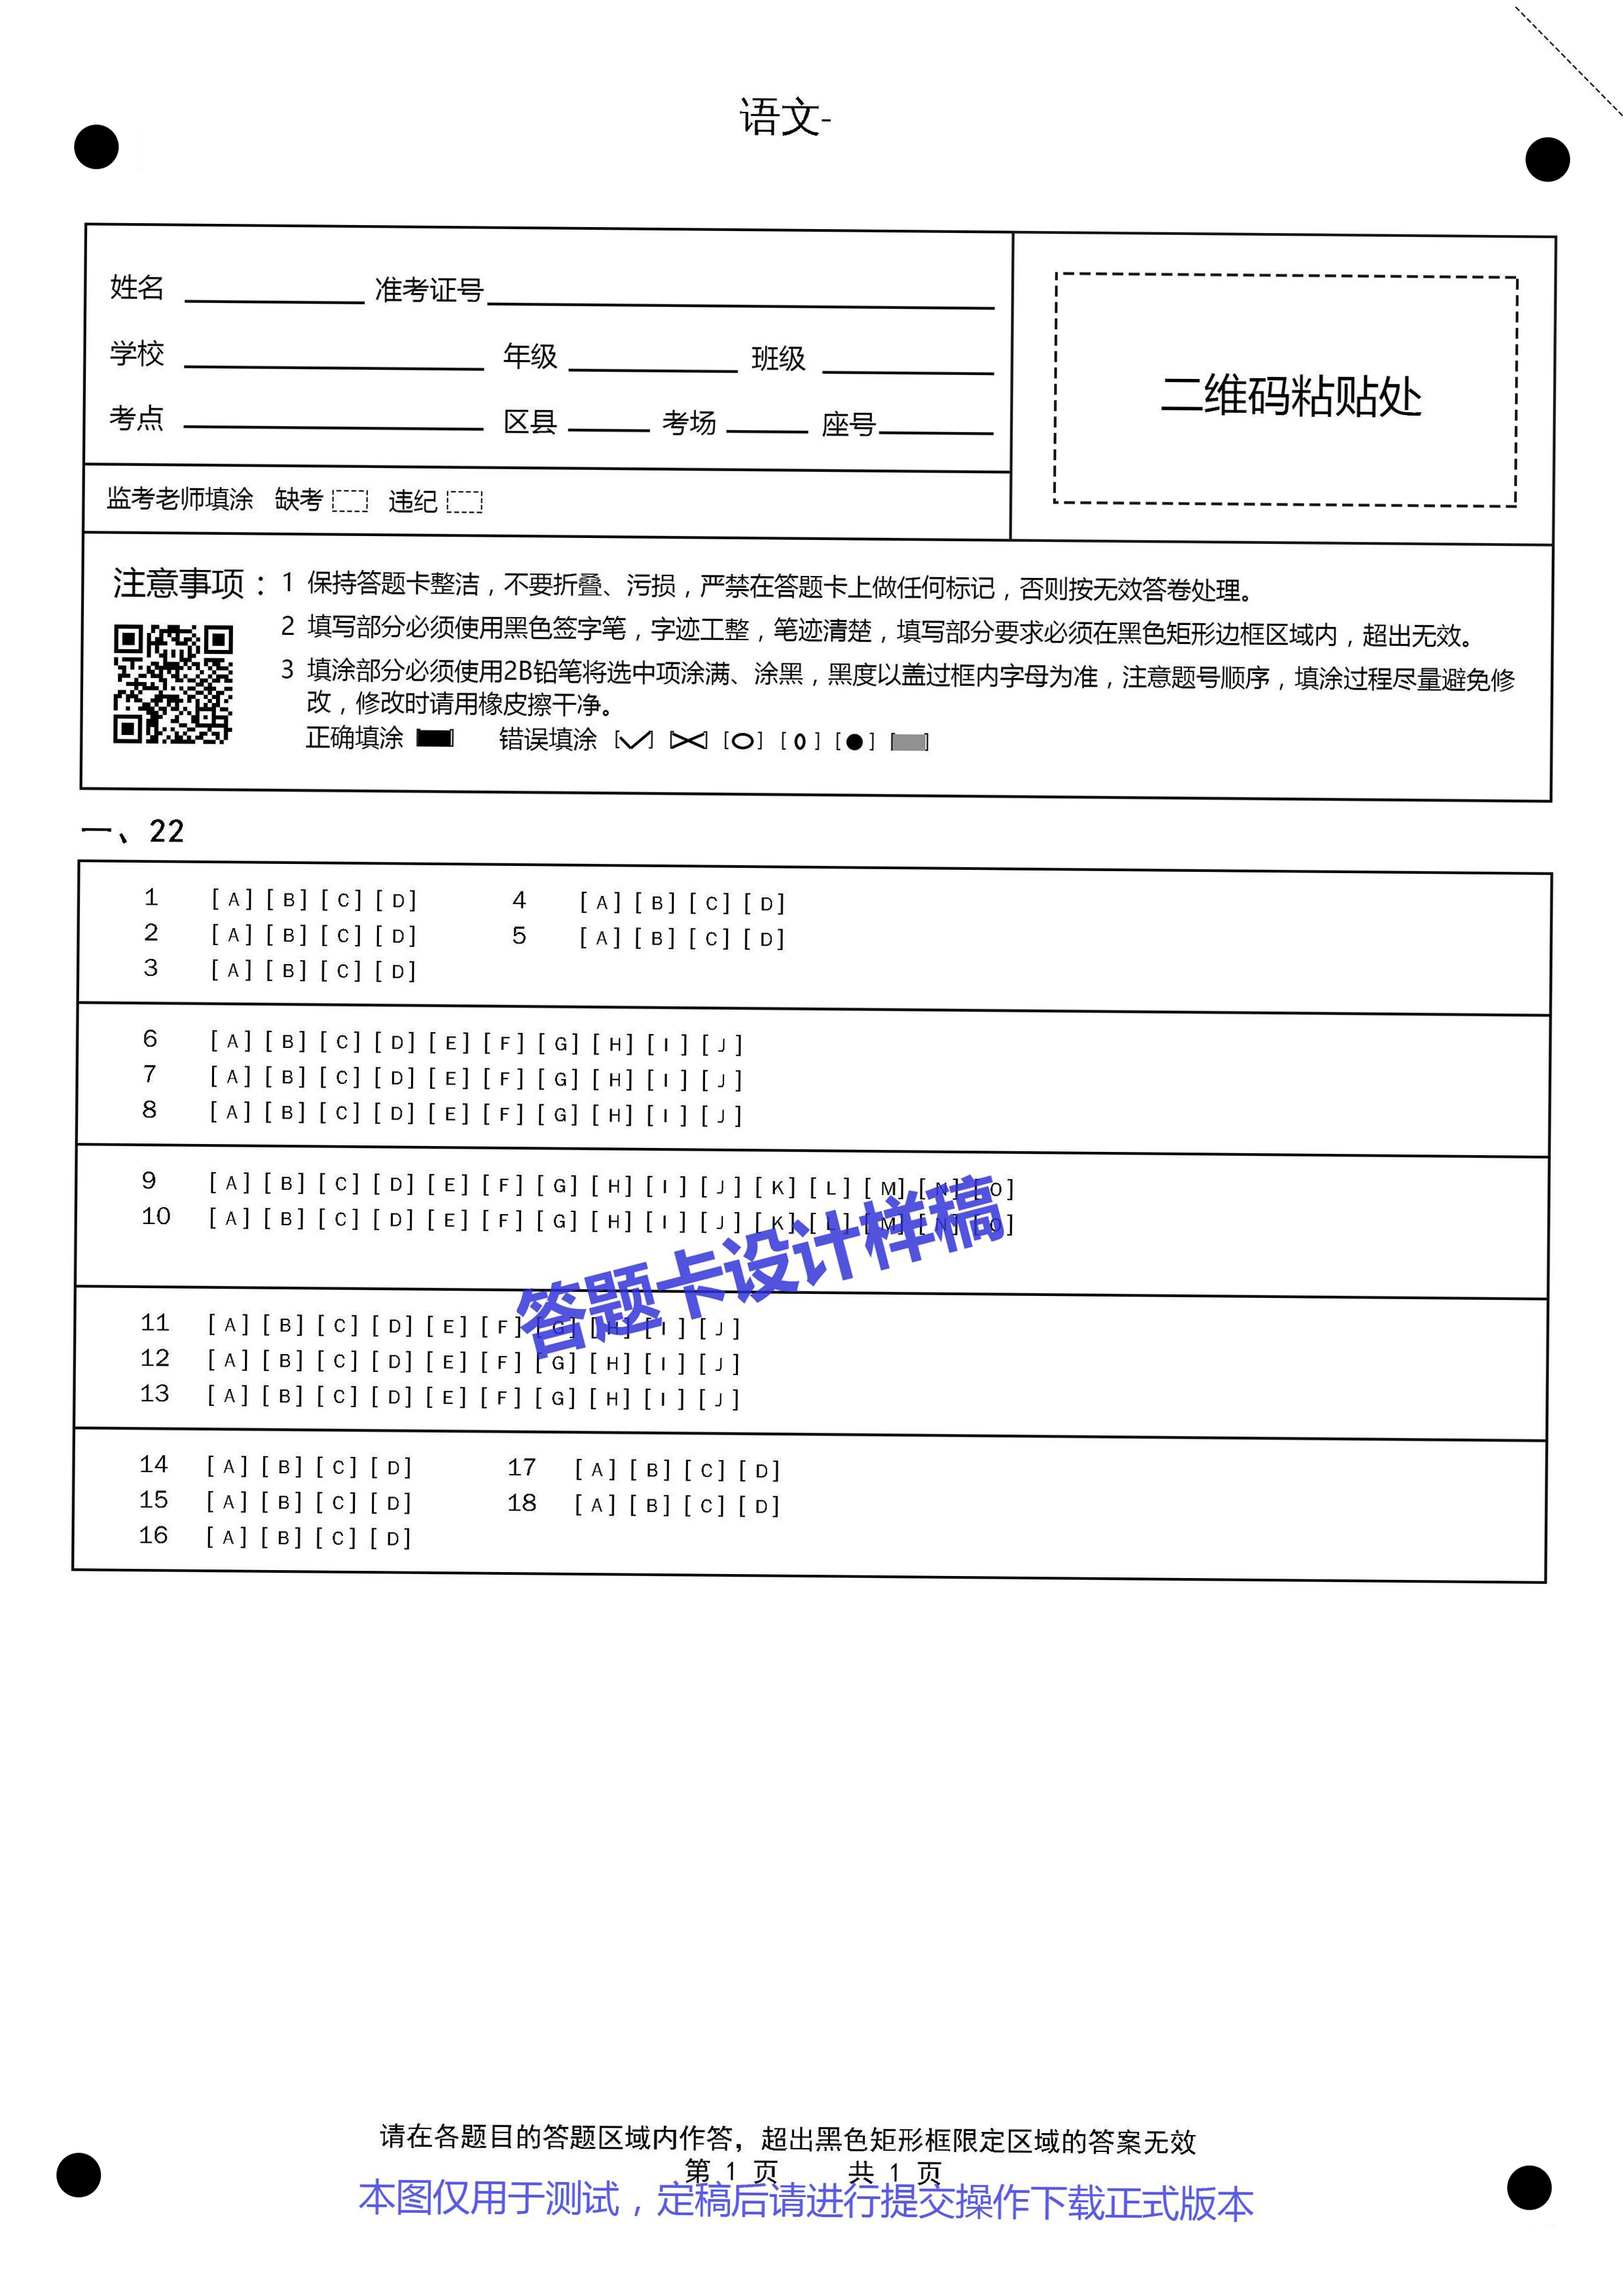 语文-
姓名 准考证号
学校 年级 班级
考点 区县 考场 座号
二维码粘贴处
监考老师填涂 缺考 违纪
注意事项：1 保持答题卡整洁，不要折叠、污损，严禁在答题卡上做任何标记，否则按无效答卷处理。
2 填写部分必须使用黑色签字笔，字迹工整，笔迹清楚，填写部分要求必须在黑色矩形边框区域内，超出无效。
3 填涂部分必须使用2B铅笔将选中项涂满、涂黑，黑度以盖过框内字母为准，注意题号顺序，填涂过程尽量避免修
改，修改时请用橡皮擦干净。
正确填涂 错误填涂
一、22
1 [A] [B] [C] [D] 4 [A] [B] [C] [D]
2 [A] [B] [C] [D] 5 [A] [B] [C] [D]
3 [A] [B] [C] [D]
6 [A] [B] [C] [D] [E] [F] [G] [H] [I] [J]
7 [A] [B] [C] [D] [E] [F] [G] [H] [I] [J]
8 [A] [B] [C] [D] [E] [F] [G] [H] [I] [J]
9 [A] [B] [C] [D] [E] [F] [G] [H] [I] [J] [K] [L] [M] [N] [O]
10 [A] [B] [C] [D] [E] [F] [G] [H] [I] [J] [K] [L] [M] [N] [O]
答题卡设计样稿
11 [A] [B] [C] [D] [E] [F] [G] [H] [I] [J]
12 [A] [B] [C] [D] [E] [F] [G] [H] [I] [J]
13 [A] [B] [C] [D] [E] [F] [G] [H] [I] [J]
14 [A] [B] [C] [D] 17 [A] [B] [C] [D]
15 [A] [B] [C] [D] 18 [A] [B] [C] [D]
16 [A] [B] [C] [D]
请在各题目的答题区域内作答，超出黑色矩形框限定区域的答案无效
第 1 页 共 1 页
本图仅用于测试，定稿后请进行提交操作下载正式版本